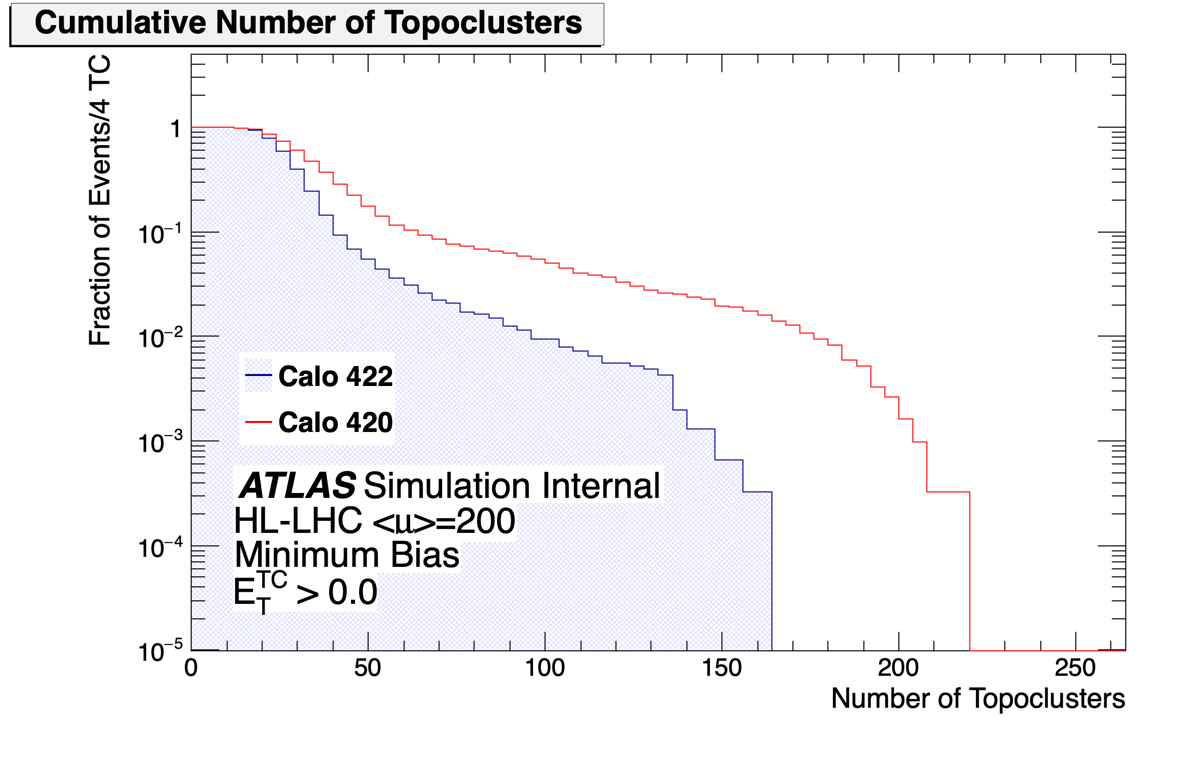 Cumulative Number of Topoclusters
Fraction of Events/4 TC
1
10⁻¹
10⁻²
10⁻³
10⁻⁴
10⁻⁵
Calo 422
Calo 420
ATLAS Simulation Internal
HL-LHC <μ>=200
Minimum Bias
E_T^TC > 0.0
0 50 100 150 200 250
Number of Topoclusters